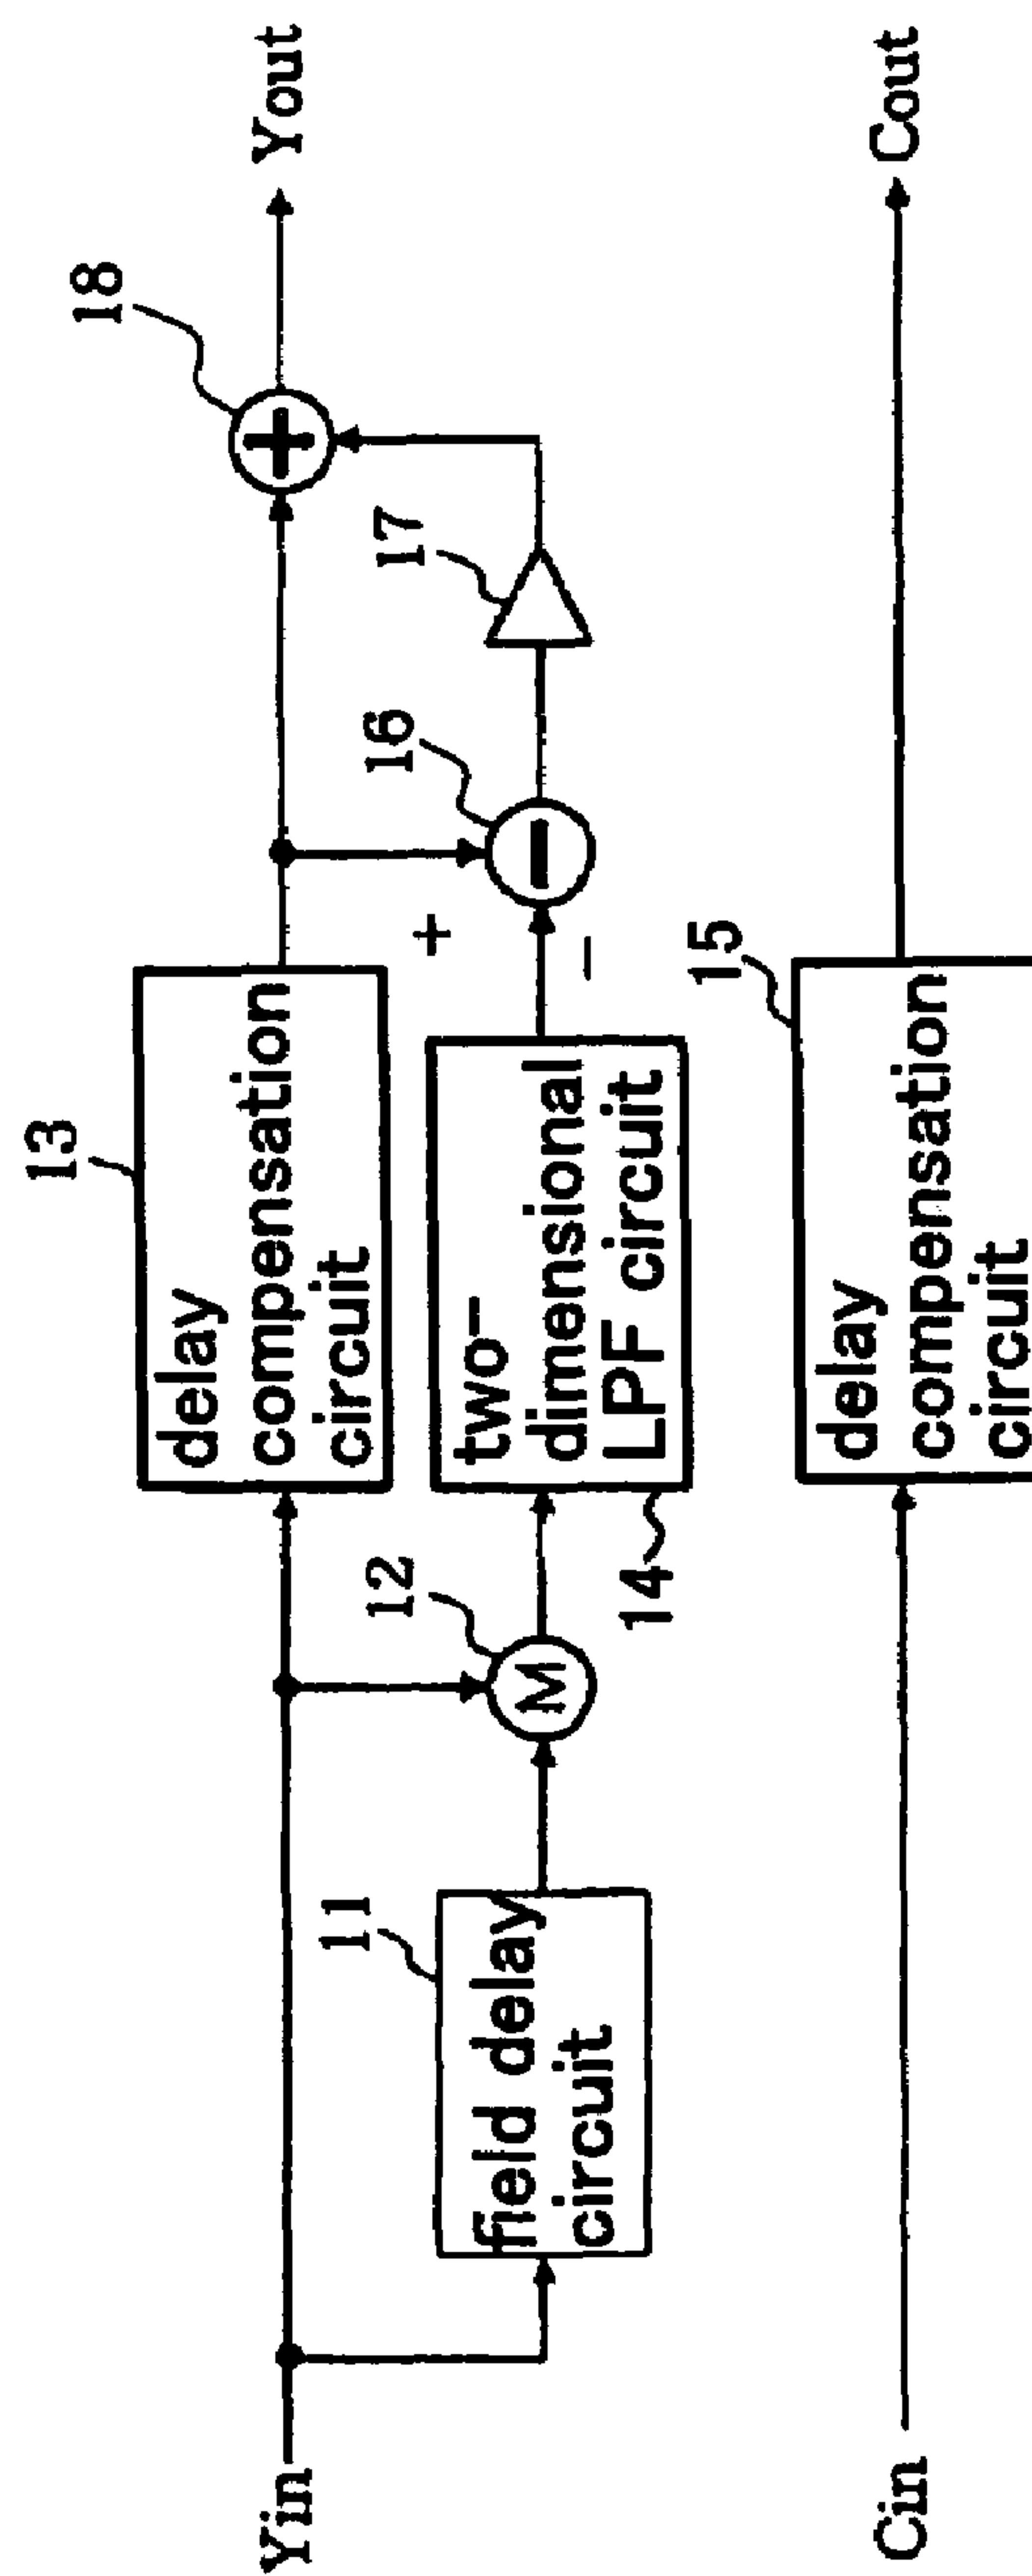 13
18
delay
compensation
circuit
Yin
Yout
11
12
16
17
field delay
circuit
M
+
−
two-
dimensional
LPF circuit
14
15
delay
compensation
circuit
Cin
Cout